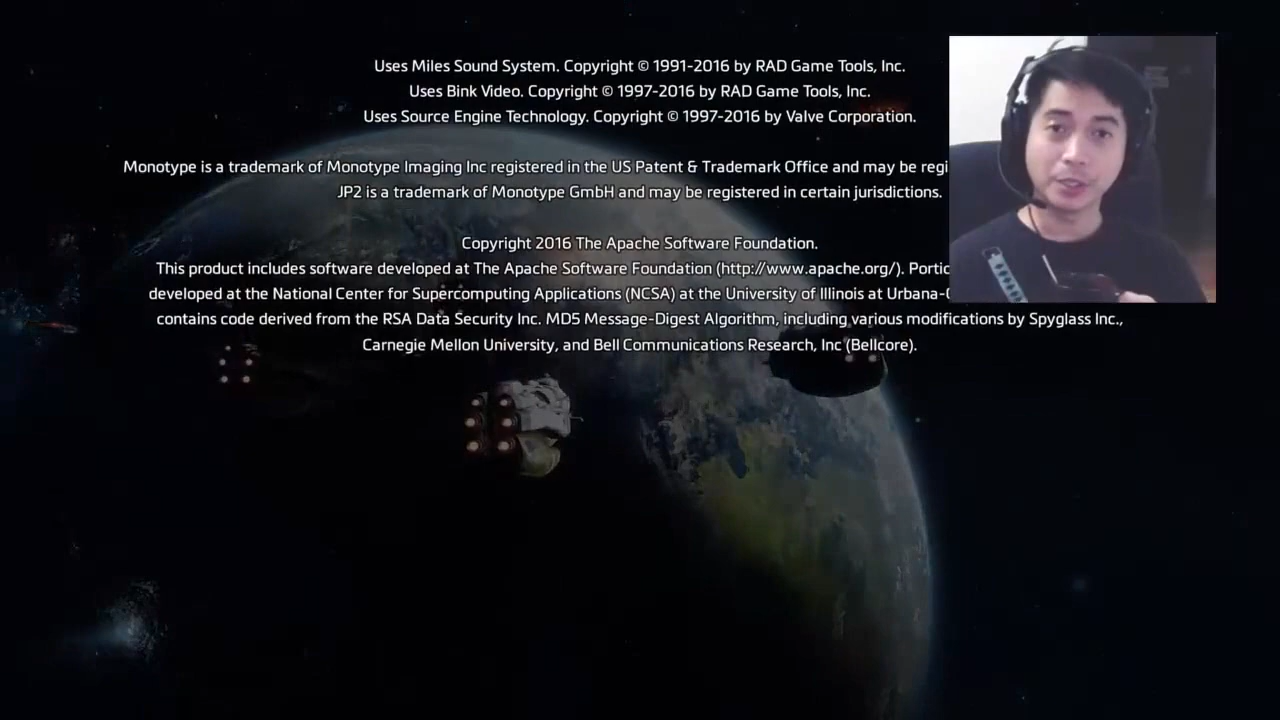 Uses Miles Sound System. Copyright © 1991-2016 by RAD Game Tools, Inc.
Uses Bink Video. Copyright © 1997-2016 by RAD Game Tools, Inc.
Uses Source Engine Technology. Copyright © 1997-2016 by Valve Corporation.
Monotype is a trademark of Monotype Imaging Inc registered in the US Patent & Trademark Office and may be
JP2 is a trademark of Monotype GmbH and may be registered in certain jurisdictions.
Copyright 2016 The Apache Software Foundation.
This product includes software developed at The Apache Software Foundation (http://www.apache.org/).
developed at the National Center for Supercomputing Applications (NCSA) at the University of Illinois at
contains code derived from the RSA Data Security Inc. MD5 Message-Digest Algorithm, including various modifications by Spyglass Inc.,
Carnegie Mellon University, and Bell Communications Research, Inc (Bellcore).